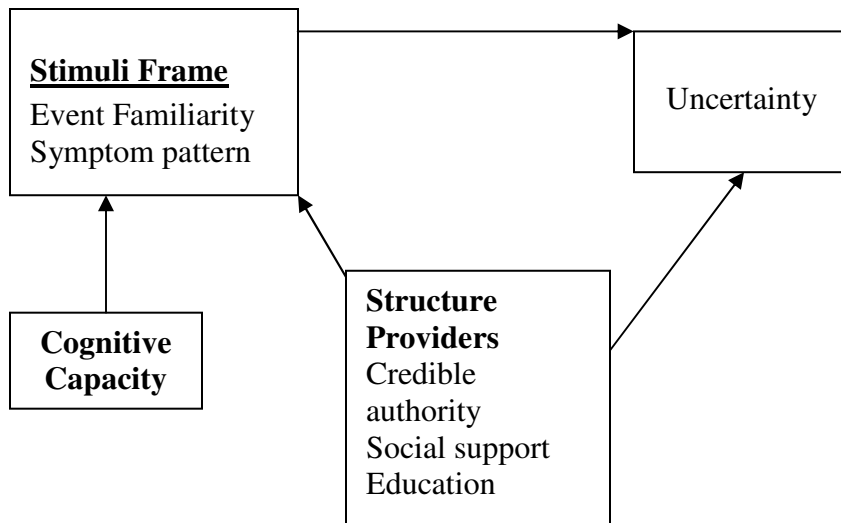 Stimuli Frame
Event Familiarity
Symptom pattern
Uncertainty
Cognitive
Capacity
Structure
Providers
Credible
authority
Social support
Education